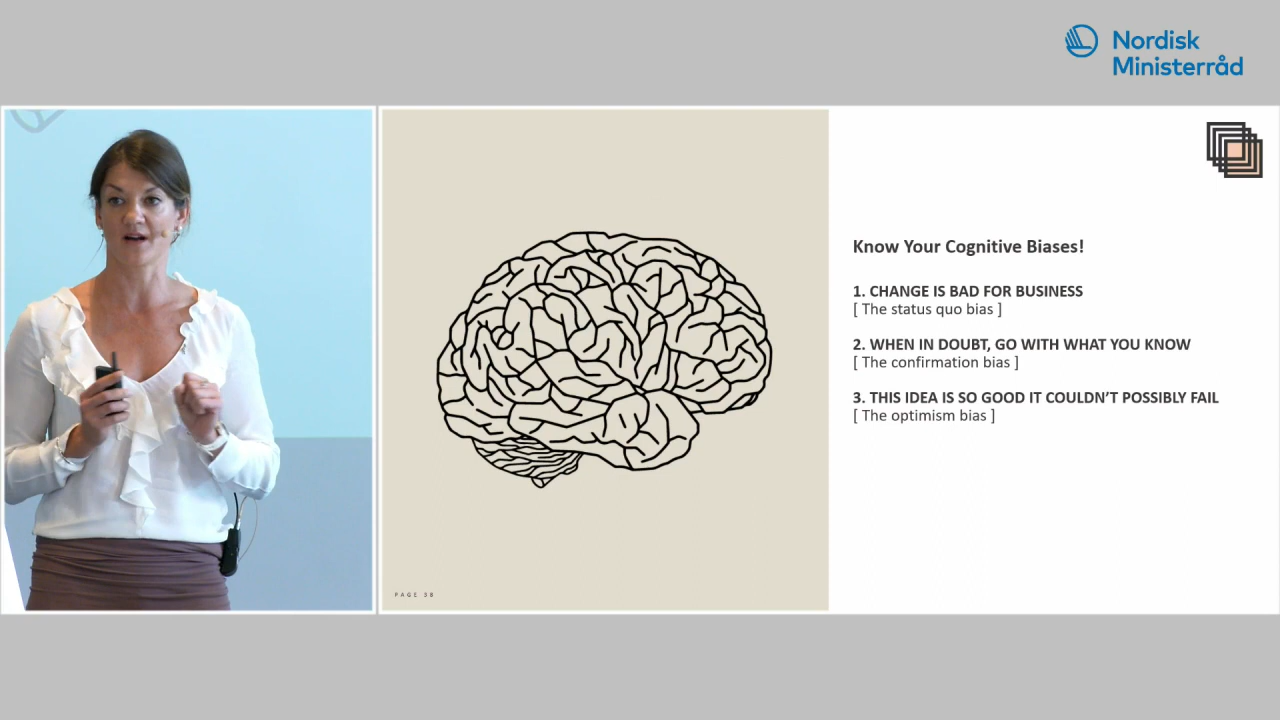 Nordisk
Ministerråd
Know Your Cognitive Biases!
1. CHANGE IS BAD FOR BUSINESS
[ The status quo bias ]
2. WHEN IN DOUBT, GO WITH WHAT YOU KNOW
[ The confirmation bias ]
3. THIS IDEA IS SO GOOD IT COULDN'T POSSIBLY FAIL
[ The optimism bias ]
PAGE 38